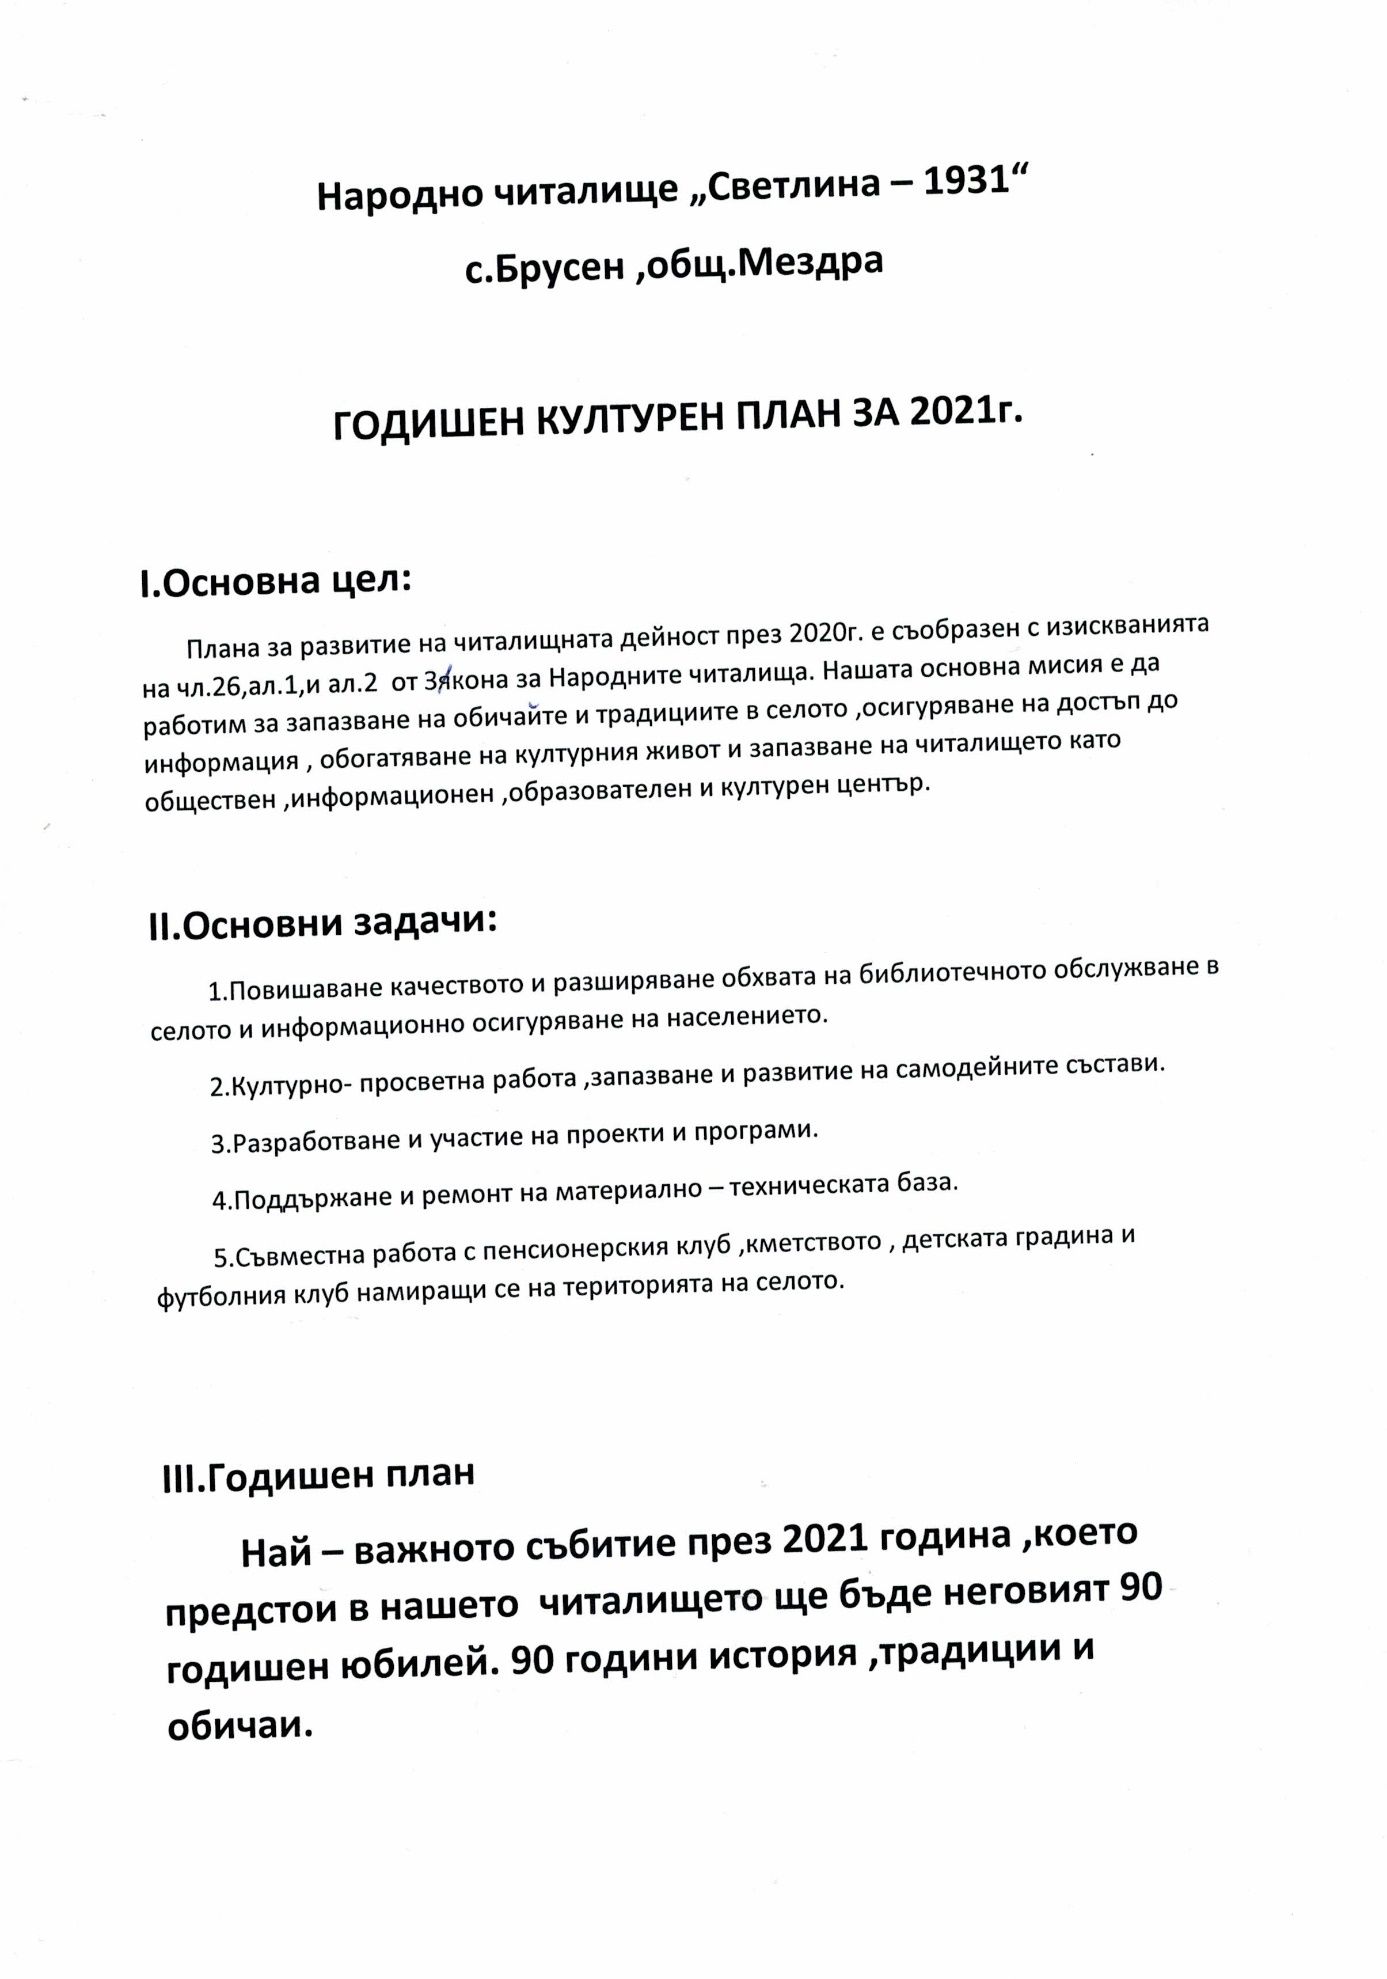 Народно читалище „Светлина – 1931“
с.Брусен ,общ.Мездра
ГОДИШЕН КУЛТУРЕН ПЛАН ЗА 2021г.
I.Основна цел:
Плана за развитие на читалищната дейност през 2020г. е съобразен с изискванията
на чл.26,ал.1,и ал.2 от Закона за Народните читалища. Нашата основна мисия е да
работим за запазване на обичайте и традициите в селото ,осигуряване на достъп до
информация , обогатяване на културния живот и запазване на читалището като
обществен ,информационен ,образователен и културен център.
II.Основни задачи:
1.Повишаване качеството и разширяване обхвата на библиотечното обслужване в
селото и информационно осигуряване на населението.
2.Културно- просветна работа ,запазване и развитие на самодейните състави.
3.Разработване и участие на проекти и програми.
4.Поддържане и ремонт на материално – техническата база.
5.Съвместна работа с пенсионерския клуб ,кметството , детската градина и
футболния клуб намиращи се на територията на селото.
III.Годишен план
Най – важното събитие през 2021 година ,което
предстои в нашето читалището ще бъде неговият 90
годишен юбилей. 90 години история ,традиции и
обичаи.